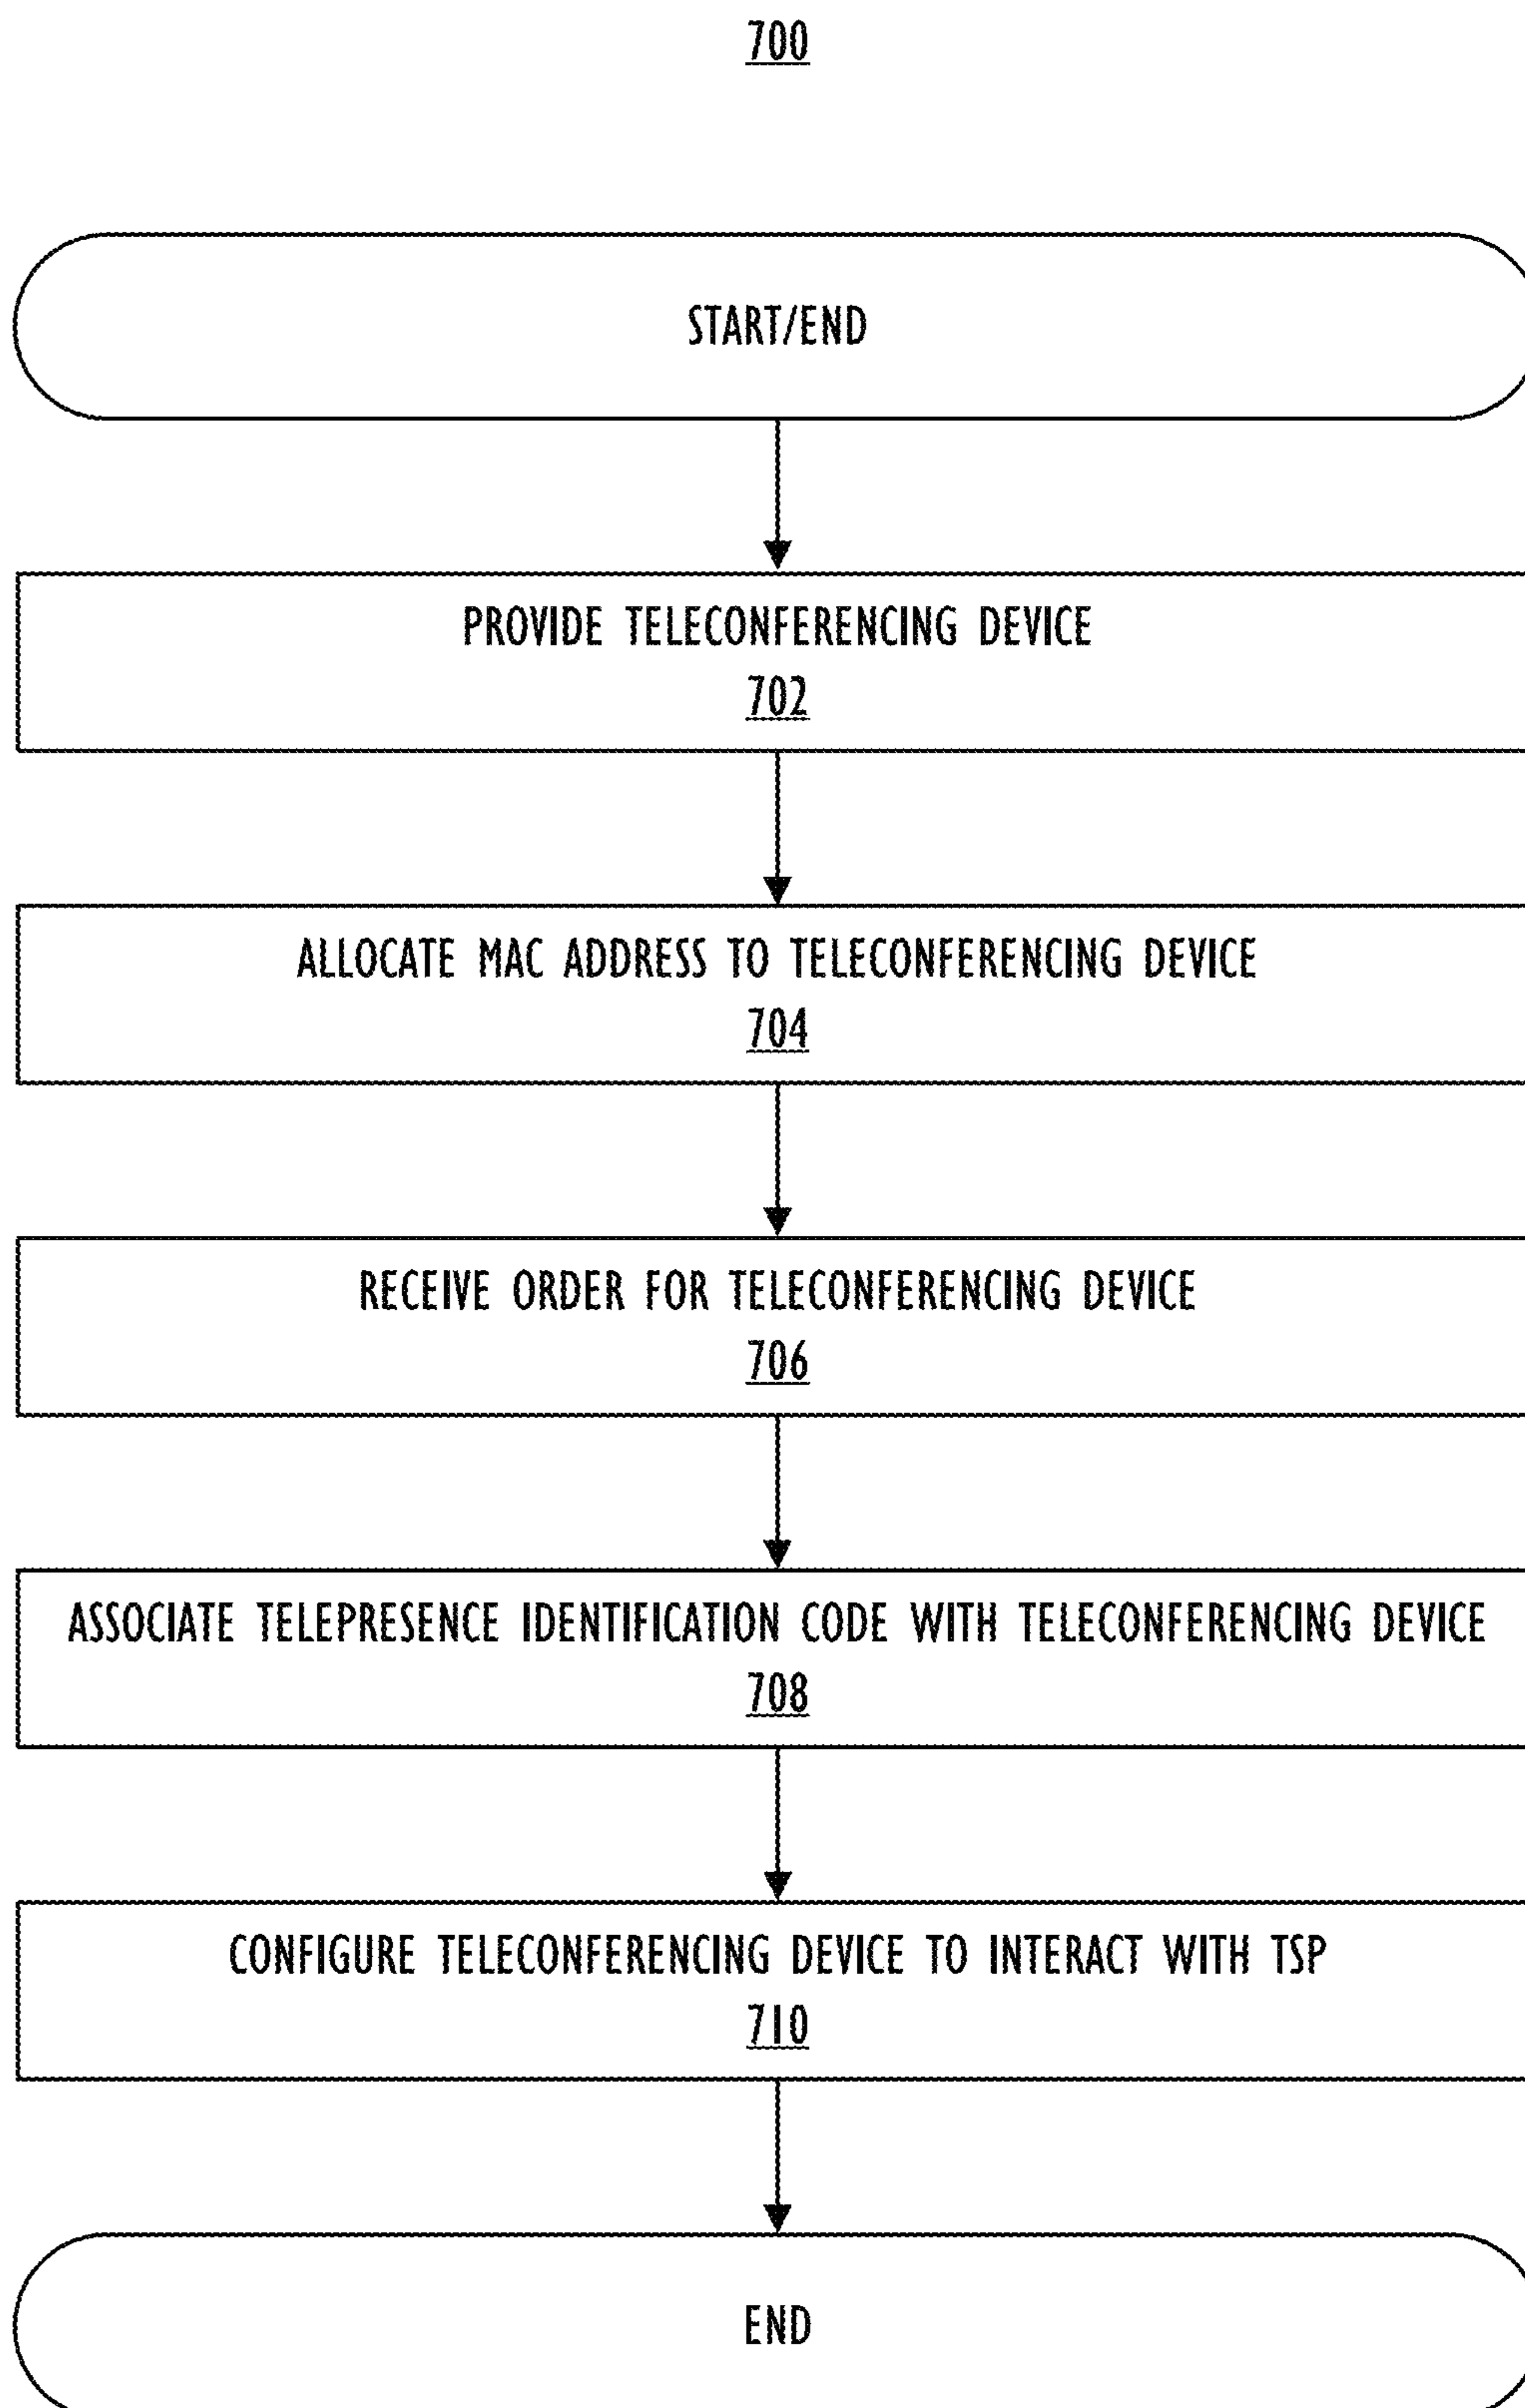 700
START/END
PROVIDE TELECONFERENCING DEVICE
702
ALLOCATE MAC ADDRESS TO TELECONFERENCING DEVICE
704
RECEIVE ORDER FOR TELECONFERENCING DEVICE
706
ASSOCIATE TELEPRESENCE IDENTIFICATION CODE WITH TELECONFERENCING DEVICE
708
CONFIGURE TELECONFERENCING DEVICE TO INTERACT WITH TSP
710
END